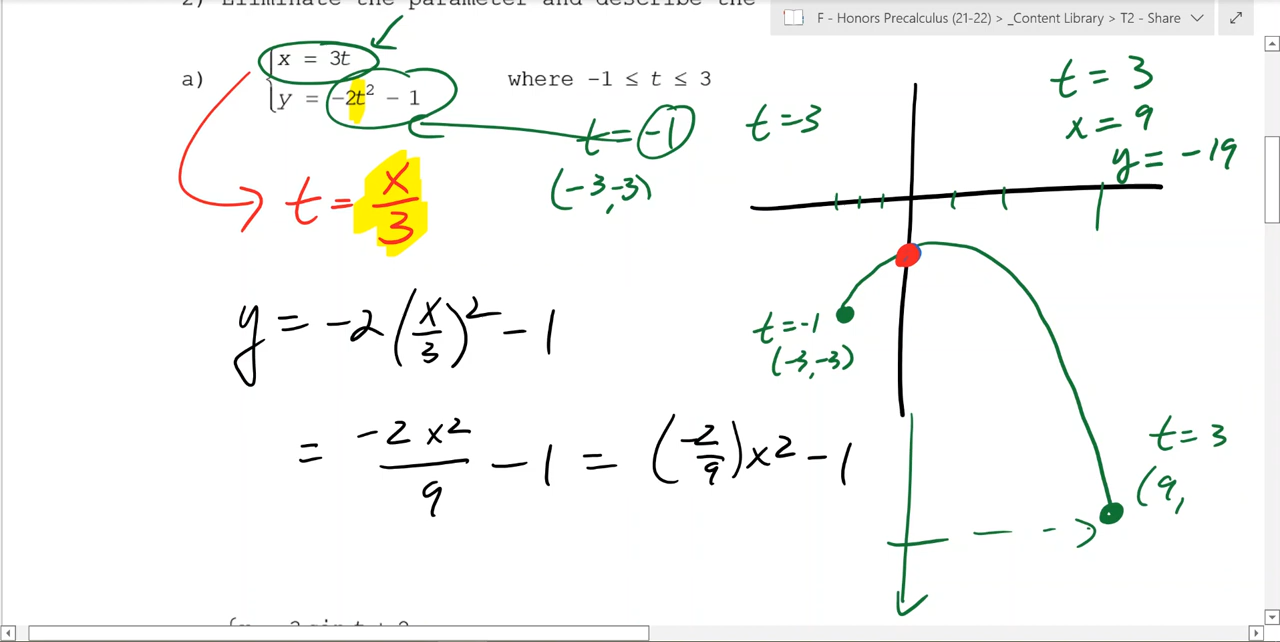 2) Eliminate the parameter and describe the
F - Honors Precalculus (21-22) > _Content Library > T2 - Share
a)
x = 3t
y = -2t² - 1
where -1 ≤ t ≤ 3
t = -1
(-3,-3)
t = x/3
y = -2(x/3)² - 1
= -2x²/9 - 1 = (-2/9)x² - 1
t=3
t = 3
x = 9
y = -19
t=-1
(-3,-3)
t = 3
(9,